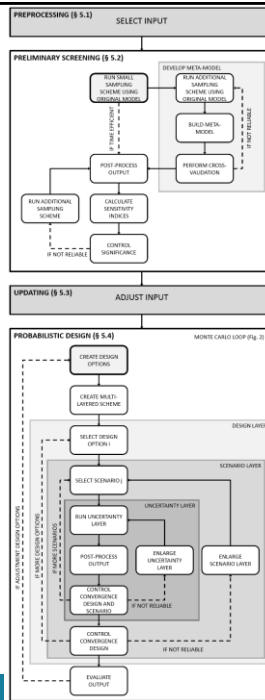 PREPROCESSING (§ 5.1)
SELECT INPUT
PRELIMINARY SCREENING (§ 5.2)
DEVELOP META-MODEL
RUN SMALL
SAMPLING
SCHEME USING
ORIGINAL MODEL
RUN ADDITIONAL
SAMPLING
SCHEME USING
ORIGINAL MODEL
IF TIME EFFICIENT
IF NOT RELIABLE
BUILD-META-
MODEL
POST-PROCESS
OUTPUT
PERFORM CROSS-
VALIDATION
RUN ADDITIONAL
SAMPLING
SCHEME
CALCULATE
SENSITIVITY
INDICES
CONTROL
SIGNIFICANCE
IF NOT RELIABLE
UPDATING (§ 5.3)
ADJUST INPUT
PROBABILISTIC DESIGN (§ 5.4)
MONTE CARLO LOOP (Fig. 2)
CREATE DESIGN
OPTIONS
CREATE MULTI-
LAYERED SCHEME
DESIGN LAYER
SELECT DESIGN
OPTION i
SCENARIO LAYER
SELECT SCENARIO j
UNCERTAINTY LAYER
RUN UNCERTAINTY
LAYER
POST-PROCESS
OUTPUT
ENLARGE
UNCERTAINTY
LAYER
ENLARGE
SCENARIO LAYER
IF ADJUSTMENT DESIGN OPTIONS
IF MORE DESIGN OPTIONS
IF MORE SCENARIOS
CONTROL
CONVERGENCE
DESIGN AND
SCENARIO
IF NOT RELIABLE
CONTROL
CONVERGENCE
DESIGN
IF NOT RELIABLE
EVALUATE
OUTPUT